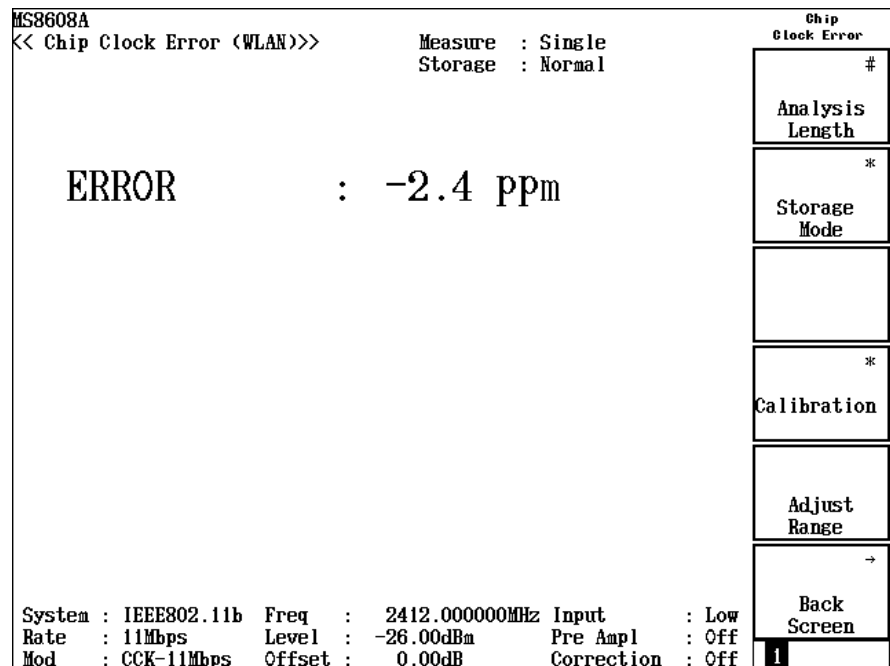 MS8608A
<< Chip Clock Error (WLAN)>>
Measure : Single
Storage : Normal
ERROR : -2.4 ppm
System : IEEE802.11b Freq : 2412.000000MHz Input : Low
Rate : 11Mbps Level : -26.00dBm Pre Ampl : Off
Mod : CCK-11Mbps Offset : 0.00dB Correction : Off
Chip
Clock Error
#
Analysis
Length
*
Storage
Mode
*
Calibration
Adjust
Range
→
Back
Screen
1